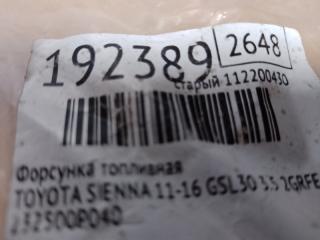 192389 2648
старый 112200430
Форсунка топливная
TOYOTA SIENNA 11-16 GSL30 3.5 2GRFE
232500P040